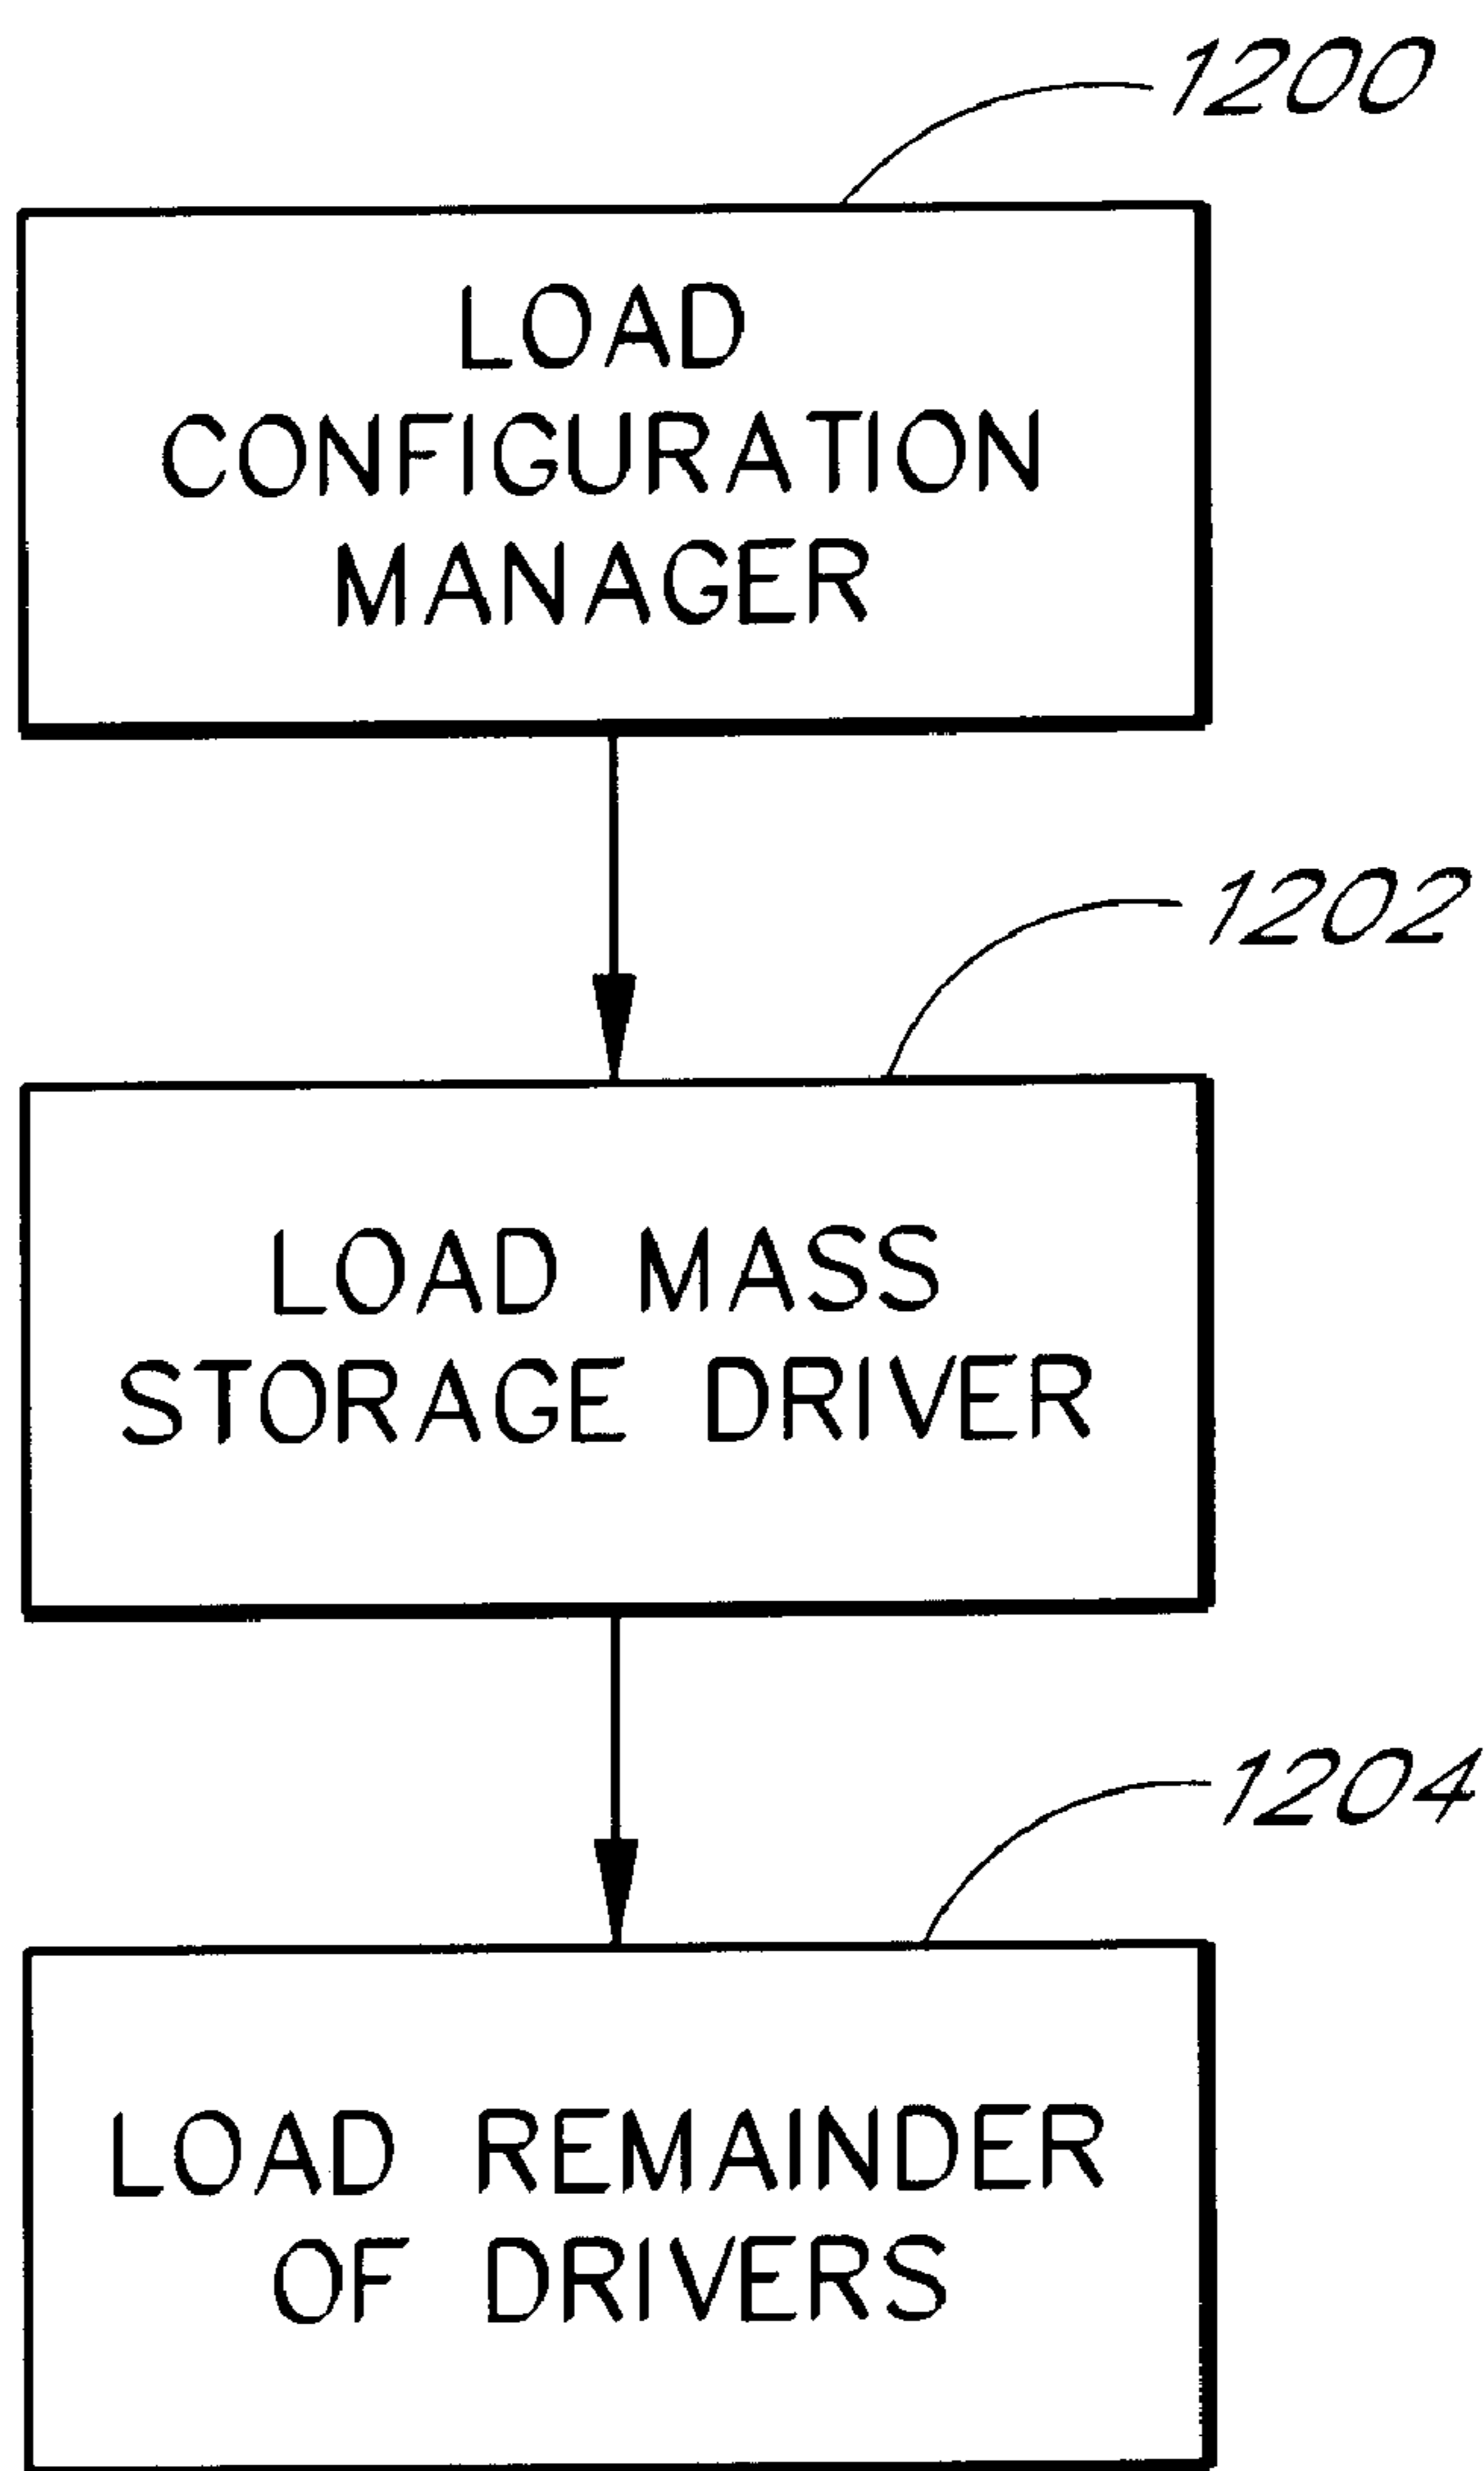 1200
LOAD
CONFIGURATION
MANAGER
1202
LOAD MASS
STORAGE DRIVER
1204
LOAD REMAINDER
OF DRIVERS